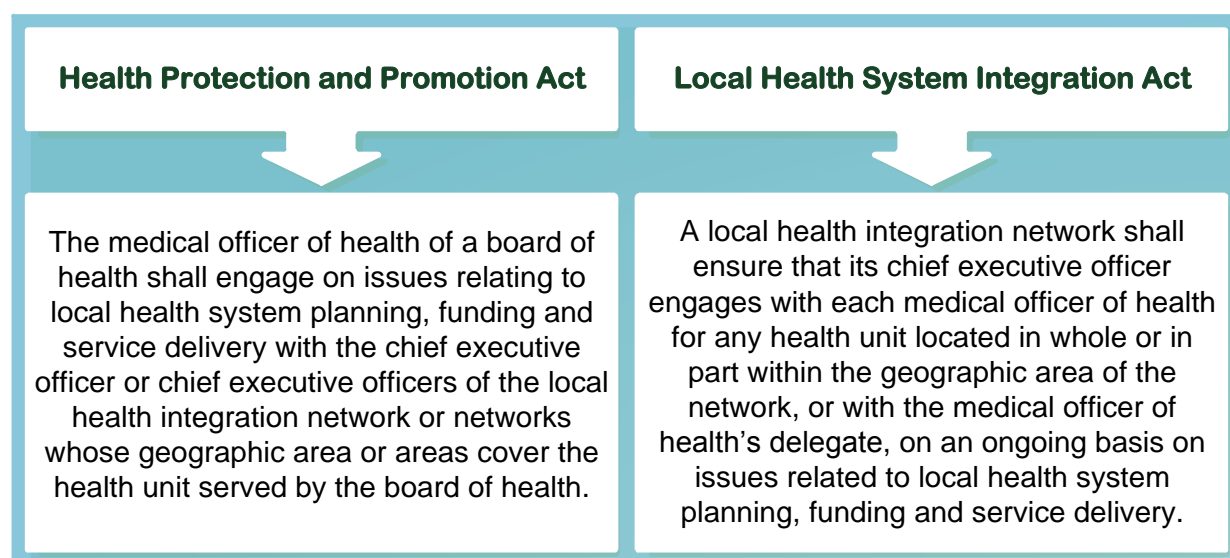 Health Protection and Promotion Act
The medical officer of health of a board of
health shall engage on issues relating to
local health system planning, funding and
service delivery with the chief executive
officer or chief executive officers of the local
health integration network or networks
whose geographic area or areas cover the
health unit served by the board of health.
Local Health System Integration Act
A local health integration network shall
ensure that its chief executive officer
engages with each medical officer of health
for any health unit located in whole or in
part within the geographic area of the
network, or with the medical officer of
health’s delegate, on an ongoing basis on
issues related to local health system
planning, funding and service delivery.